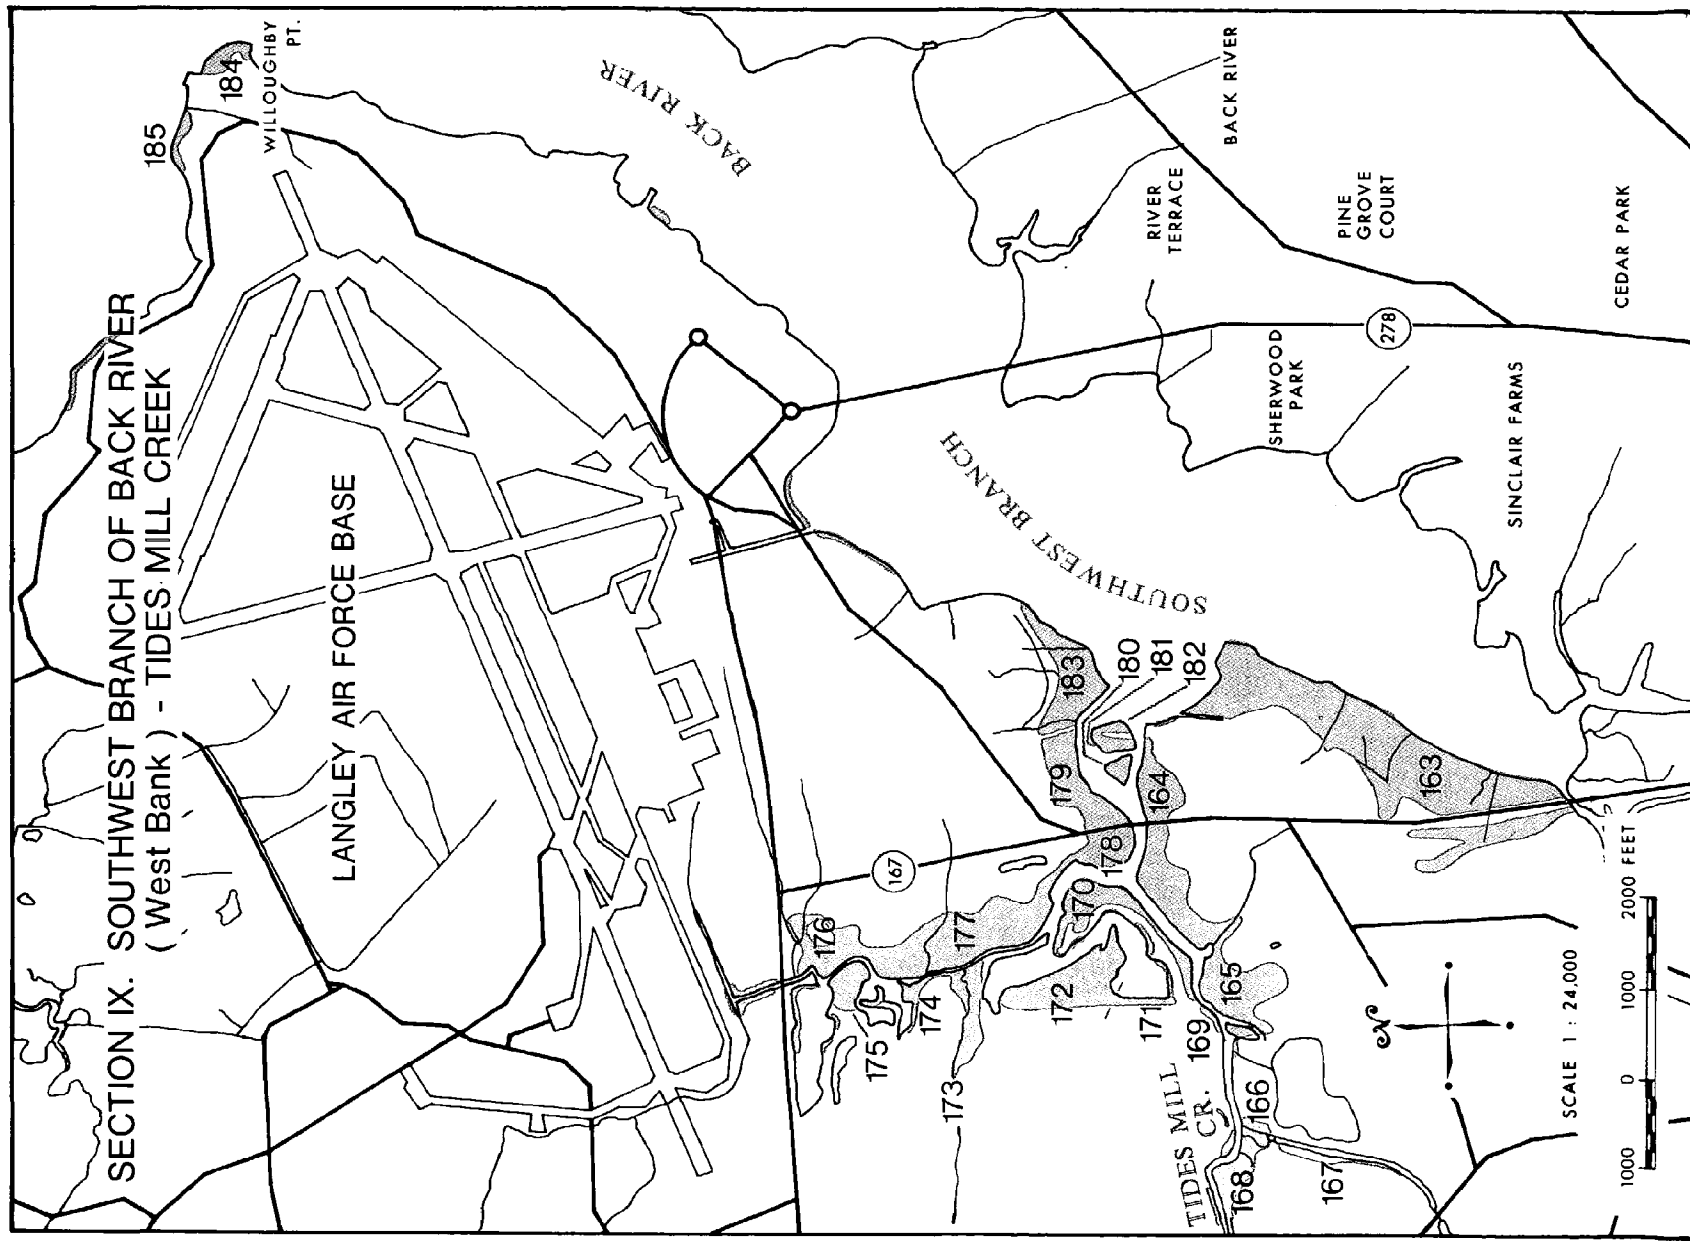 SECTION IX. SOUTHWEST BRANCH OF BACK RIVER
( West Bank ) - TIDES MILL CREEK
LANGLEY AIR FORCE BASE
185
184
WILLOUGHBY
PT.
BACK RIVER
BACK RIVER
RIVER
TERRACE
PINE
GROVE
COURT
CEDAR PARK
278
SHERWOOD
PARK
SINCLAIR FARMS
SOUTHWEST BRANCH
167
183
180
181
182
179
164
163
178
170
176
177
175
174
173
172
171
165
169
166
168
167
TIDES MILL
CR.
N
SCALE 1 : 24,000
1000 0 1000 2000 FEET